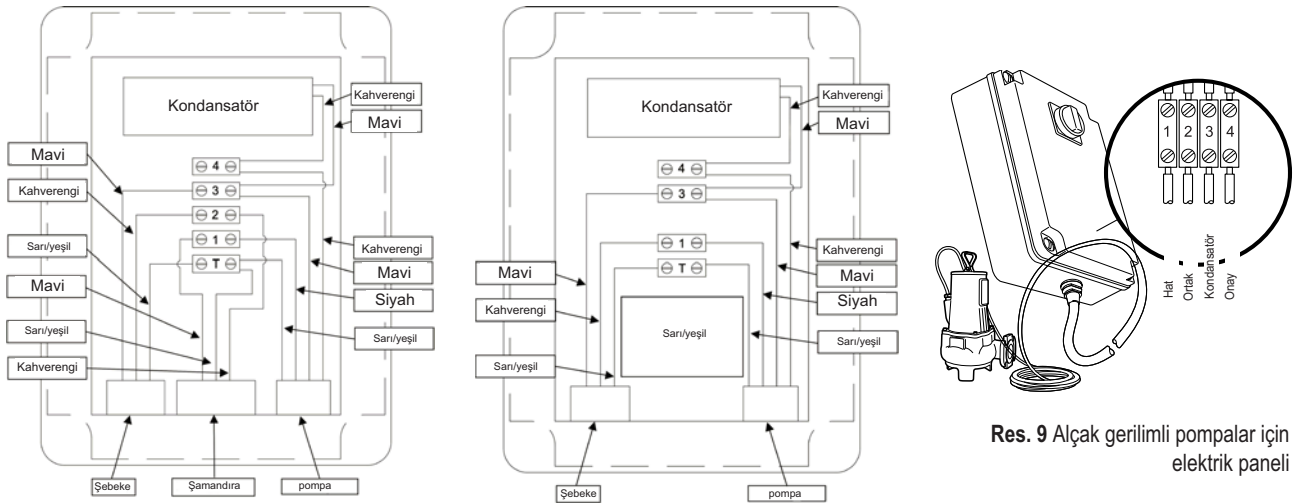 Kondansatör
Kahverengi
Mavi
Mavi
Kahverengi
Sarı/yeşil
Mavi
Sarı/yeşil
Kahverengi
4
3
2
1
T
Kahverengi
Mavi
Siyah
Sarı/yeşil
Şebeke
Şamandıra
pompa
Kondansatör
Kahverengi
Mavi
4
3
1
T
Mavi
Kahverengi
Sarı/yeşil
Sarı/yeşil
Kahverengi
Mavi
Siyah
Sarı/yeşil
Şebeke
pompa
1 2 3 4
Hat
Ortak
Kondansatör
Onay
Res. 9 Alçak gerilimli pompalar için
elektrik paneli